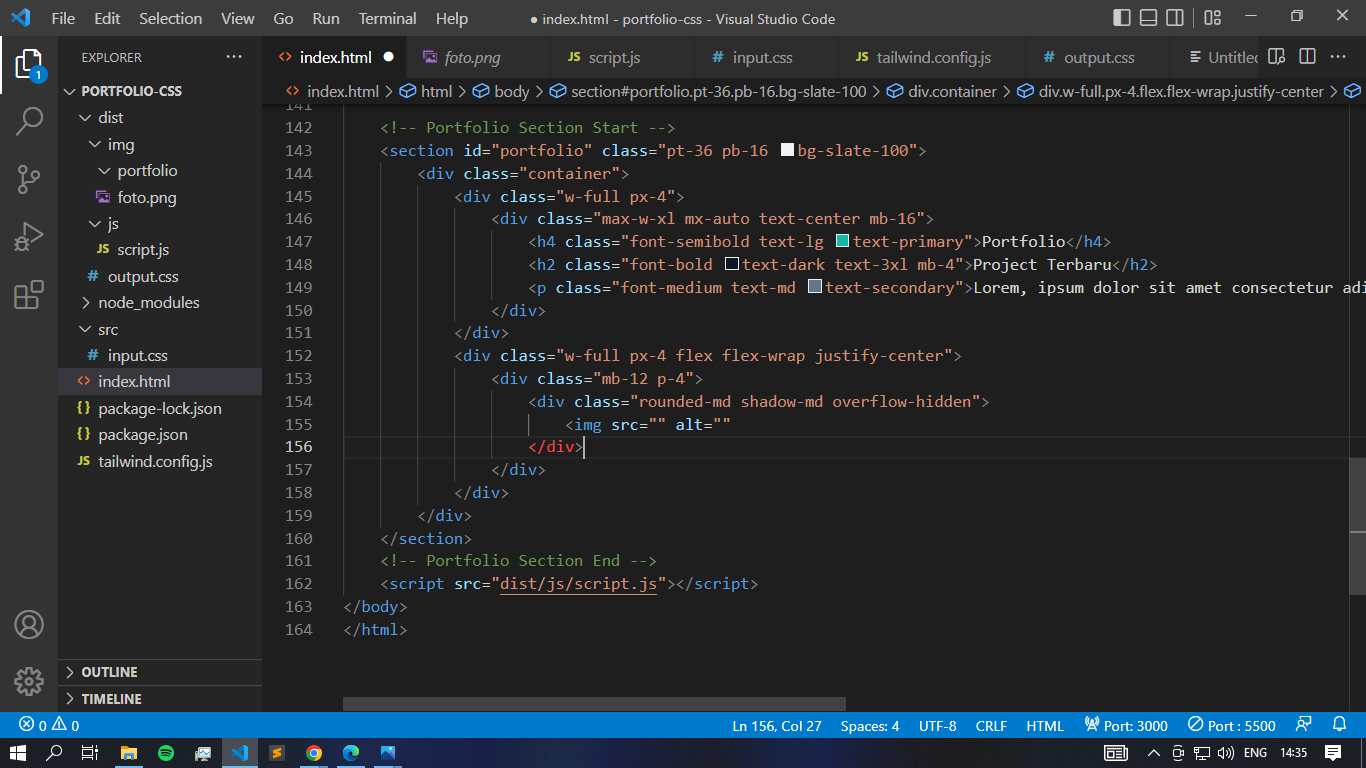 File Edit Selection View Go Run Terminal Help
● index.html - portfolio-css - Visual Studio Code
EXPLORER
index.html
foto.png
JS script.js
# input.css
JS tailwind.config.js
# output.css
Untitled
1
index.html > html > body > section#portfolio.pt-36.pb-16.bg-slate-100 > div.container > div.w-full.px-4.flex.flex-wrap.justify-center >
PORTFOLIO-CSS
dist
img
portfolio
foto.png
js
JS script.js
# output.css
node_modules
src
# input.css
<> index.html
{} package-lock.json
{} package.json
JS tailwind.config.js
OUTLINE
TIMELINE
141
142 <!-- Portfolio Section Start -->
143 <section id="portfolio" class="pt-36 pb-16 bg-slate-100">
144 <div class="container">
145 <div class="w-full px-4">
146 <div class="max-w-xl mx-auto text-center mb-16">
147 <h4 class="font-semibold text-lg text-primary">Portfolio</h4>
148 <h2 class="font-bold text-dark text-3xl mb-4">Project Terbaru</h2>
149 <p class="font-medium text-md text-secondary">Lorem, ipsum dolor sit amet consectetur adi
150 </div>
151 </div>
152 <div class="w-full px-4 flex flex-wrap justify-center">
153 <div class="mb-12 p-4">
154 <div class="rounded-md shadow-md overflow-hidden">
155 <img src="" alt=""
156 </div>
157 </div>
158 </div>
159 </div>
160 </section>
161 <!-- Portfolio Section End -->
162 <script src="dist/js/script.js"></script>
163 </body>
164 </html>
0 0
Ln 156, Col 27
Spaces: 4
UTF-8
CRLF
HTML
Port: 3000
Port : 5500
ENG
14:35